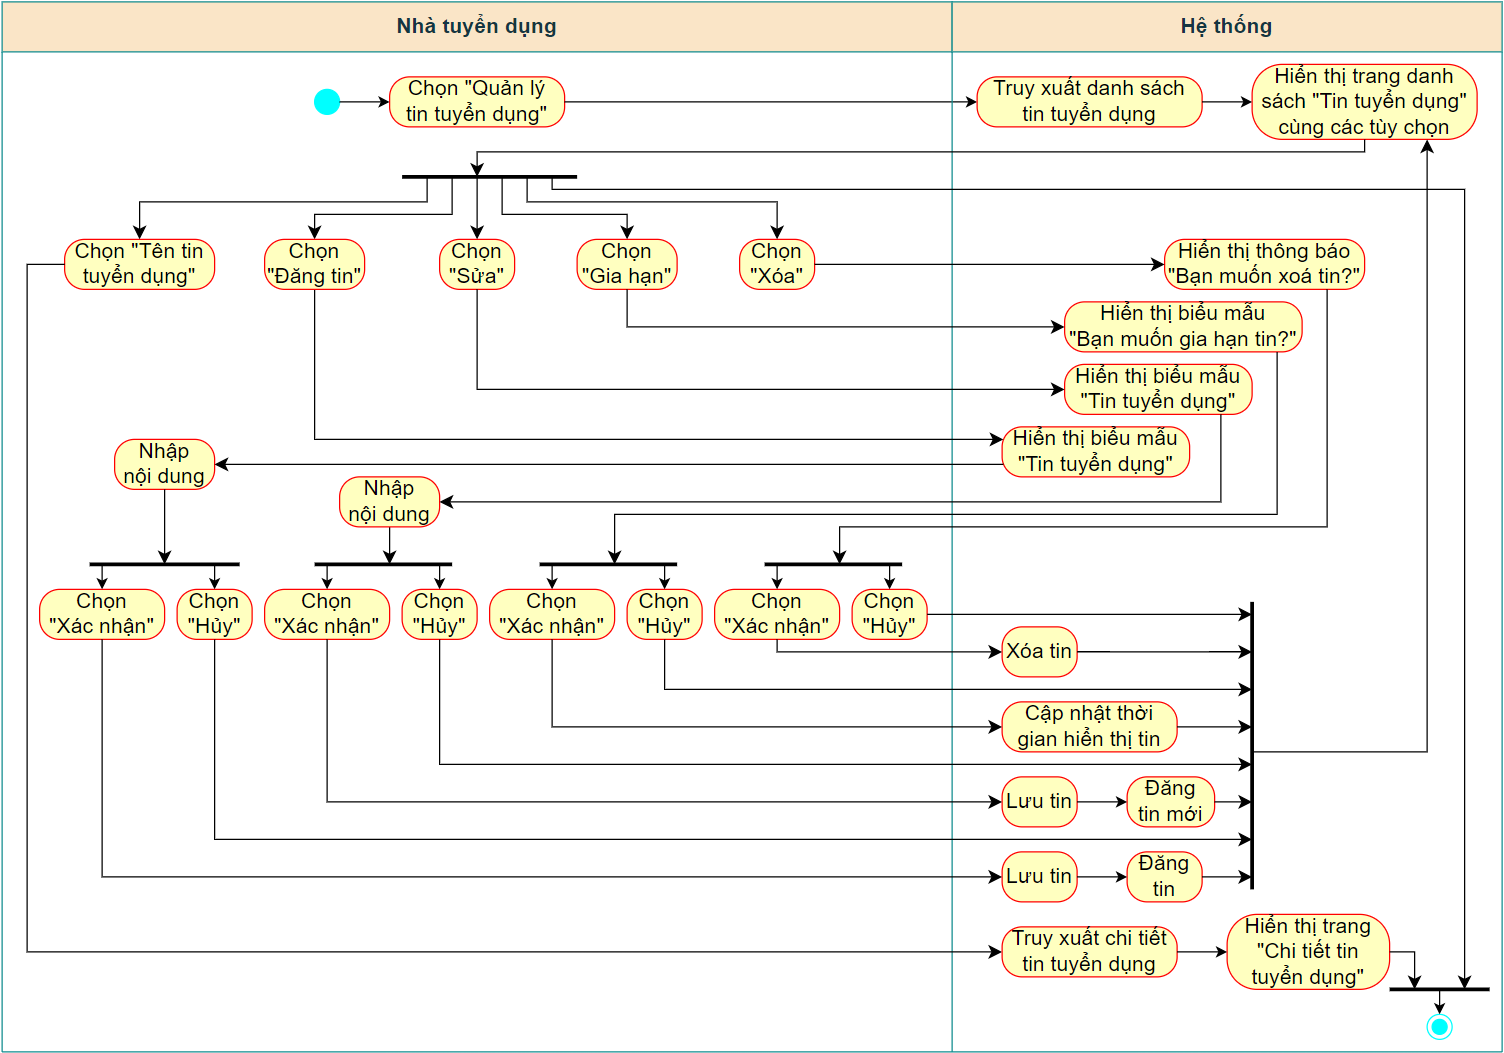 Nhà tuyển dụng
Hệ thống
Chọn "Quản lý
tin tuyển dụng"
Truy xuất danh sách
tin tuyển dụng
Hiển thị trang danh
sách "Tin tuyển dụng"
cùng các tùy chọn
Chọn "Tên tin
tuyển dụng"
Chọn
"Đăng tin"
Chọn
"Sửa"
Chọn
"Gia hạn"
Chọn
"Xóa"
Hiển thị thông báo
"Bạn muốn xoá tin?"
Hiển thị biểu mẫu
"Bạn muốn gia hạn tin?"
Hiển thị biểu mẫu
"Tin tuyển dụng"
Hiển thị biểu mẫu
"Tin tuyển dụng"
Nhập
nội dung
Nhập
nội dung
Chọn
"Xác nhận"
Chọn
"Hủy"
Chọn
"Xác nhận"
Chọn
"Hủy"
Chọn
"Xác nhận"
Chọn
"Hủy"
Chọn
"Xác nhận"
Chọn
"Hủy"
Xóa tin
Cập nhật thời
gian hiển thị tin
Lưu tin
Đăng
tin mới
Lưu tin
Đăng
tin
Truy xuất chi tiết
tin tuyển dụng
Hiển thị trang
"Chi tiết tin
tuyển dụng"